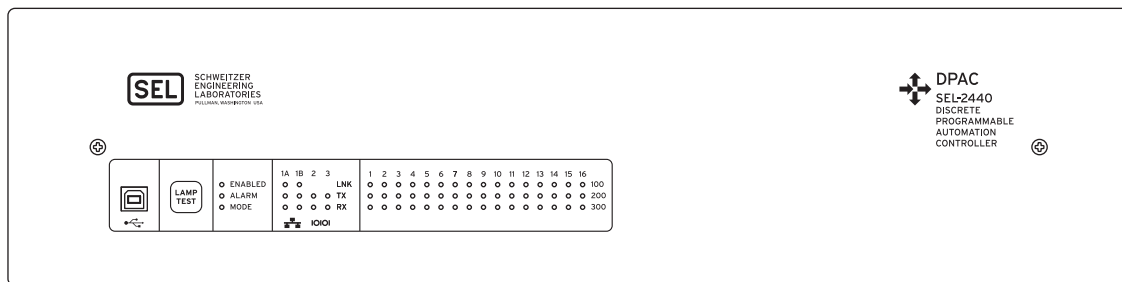 SEL
SCHWEITZER
ENGINEERING
LABORATORIES
PULLMAN, WASHINGTON USA
DPAC
SEL-2440
DISCRETE
PROGRAMMABLE
AUTOMATION
CONTROLLER
LAMP
TEST
ENABLED
ALARM
MODE
1A 1B 2 3
LNK
TX
RX
IOIOI
1 2 3 4 5 6 7 8 9 10 11 12 13 14 15 16
100
200
300